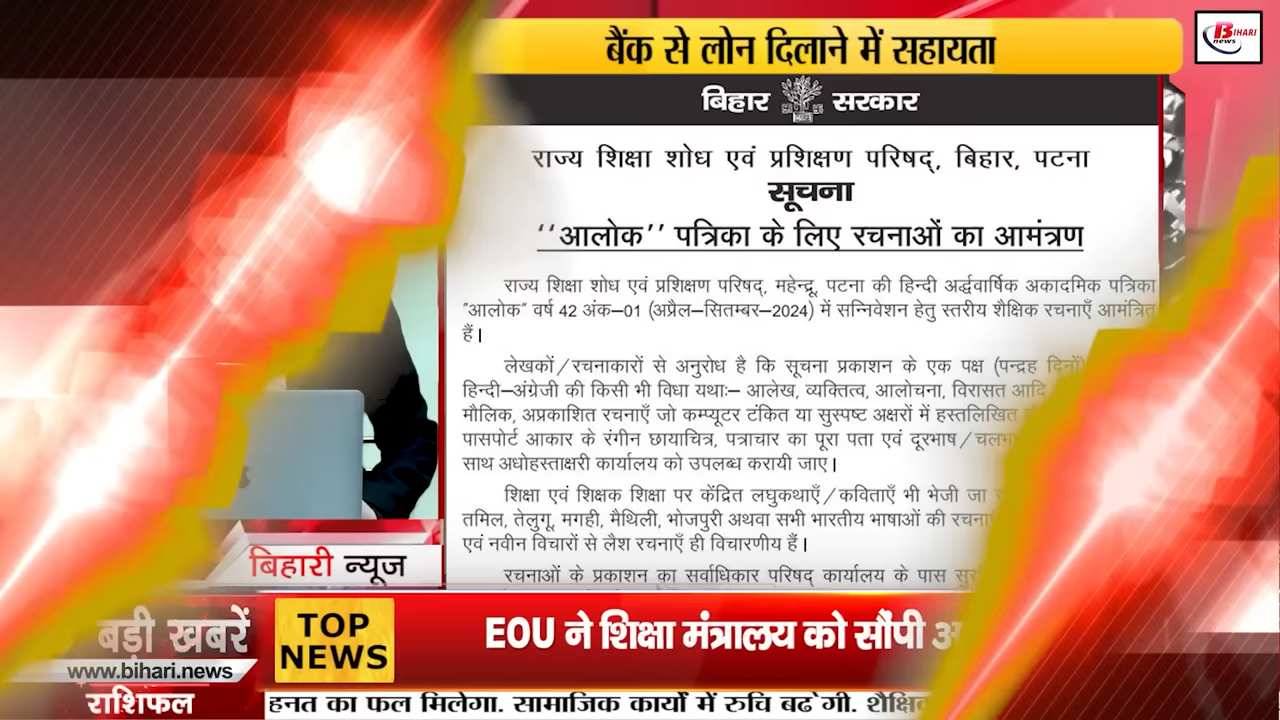 बैंक से लोन दिलाने में सहायता
BIHARI
news
बिहार सरकार
राज्य शिक्षा शोध एवं प्रशिक्षण परिषद्, बिहार, पटना
सूचना
‘‘आलोक’’ पत्रिका के लिए रचनाओं का आमंत्रण
राज्य शिक्षा शोध एवं प्रशिक्षण परिषद्, महेन्द्रू, पटना की हिन्दी अर्द्धवार्षिक अकादमिक पत्रिका
"आलोक" वर्ष 42 अंक–01 (अप्रैल–सितम्बर–2024) में सन्निवेशन हेतु स्तरीय शैक्षिक रचनाएँ आमंत्रित
हैं।
लेखकों/रचनाकारों से अनुरोध है कि सूचना प्रकाशन के एक पक्ष (पन्द्रह दिनों)
हिन्दी–अंग्रेजी की किसी भी विधा यथाः– आलेख, व्यक्तित्व, आलोचना, विरासत आदि
मौलिक, अप्रकाशित रचनाएँ जो कम्प्यूटर टंकित या सुस्पष्ट अक्षरों में हस्तलिखित
पासपोर्ट आकार के रंगीन छायाचित्र, पत्राचार का पूरा पता एवं दूरभाष/
साथ अधोहस्ताक्षरी कार्यालय को उपलब्ध करायी जाए।
शिक्षा एवं शिक्षक शिक्षा पर केंद्रित लघुकथाएँ/कविताएँ भी भेजी जा
तमिल, तेलुगू, मगही, मैथिली, भोजपुरी अथवा सभी भारतीय भाषाओं की
एवं नवीन विचारों से लैश रचनाएँ ही विचारणीय हैं।
रचनाओं के प्रकाशन का सर्वाधिकार परिषद् कार्यालय के पास
बिहारी न्यूज
बड़ी खबरें
TOP NEWS
EOU ने शिक्षा मंत्रालय को सौंपी
www.bihari.news
राशिफल
हनत का फल मिलेगा. सामाजिक कार्यों में रुचि बढ़ेगी.